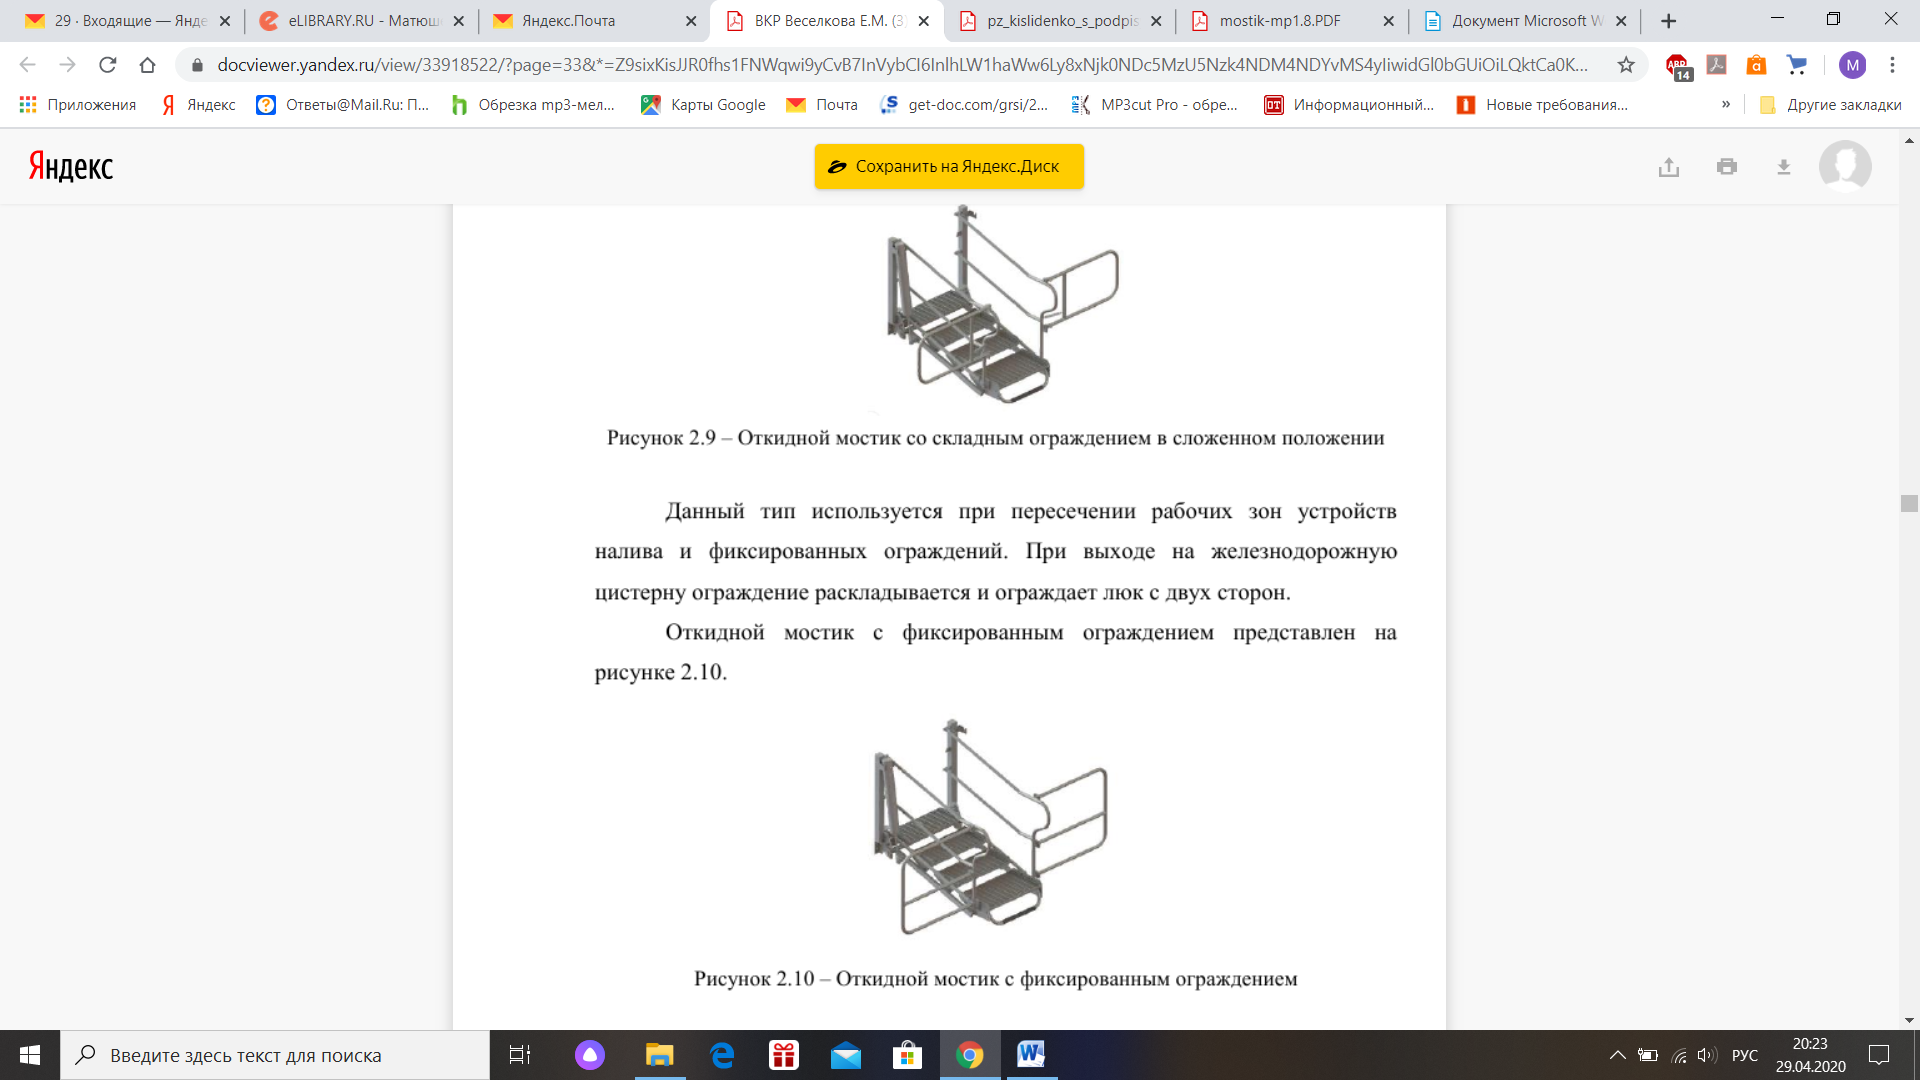 29 · Входящие — Янде
eLIBRARY.RU - Матюш
Яндекс.Почта
ВКР Веселкова Е.М. (3)
pz_kislidenko_s_podpis
mostik-mp1.8.PDF
Документ Microsoft W
docviewer.yandex.ru/view/33918522/?page=33&*=Z9sixKisJJR0fhs1FNWqwi9yCvB7InVybCI6InlhLW1haWw6Ly8xNjk0NDc5MzU5Nzk4NDM4NDYvMS4yIiwidGl0bGUiOiLQktCa0K...
14
M
Приложения
Яндекс
Ответы@Mail.Ru: П...
Обрезка mp3-мел...
Карты Google
Почта
get-doc.com/grsi/2...
MP3cut Pro - обре...
Информационный...
Новые требования...
»
Другие закладки
Яндекс
Сохранить на Яндекс.Диск
Рисунок 2.9 – Откидной мостик со складным ограждением в сложенном положении
Данный тип используется при пересечении рабочих зон устройств
налива и фиксированных ограждений. При выходе на железнодорожную
цистерну ограждение раскладывается и ограждает люк с двух сторон.
Откидной мостик с фиксированным ограждением представлен на
рисунке 2.10.
Рисунок 2.10 – Откидной мостик с фиксированным ограждением
Введите здесь текст для поиска
РУС
20:23
29.04.2020